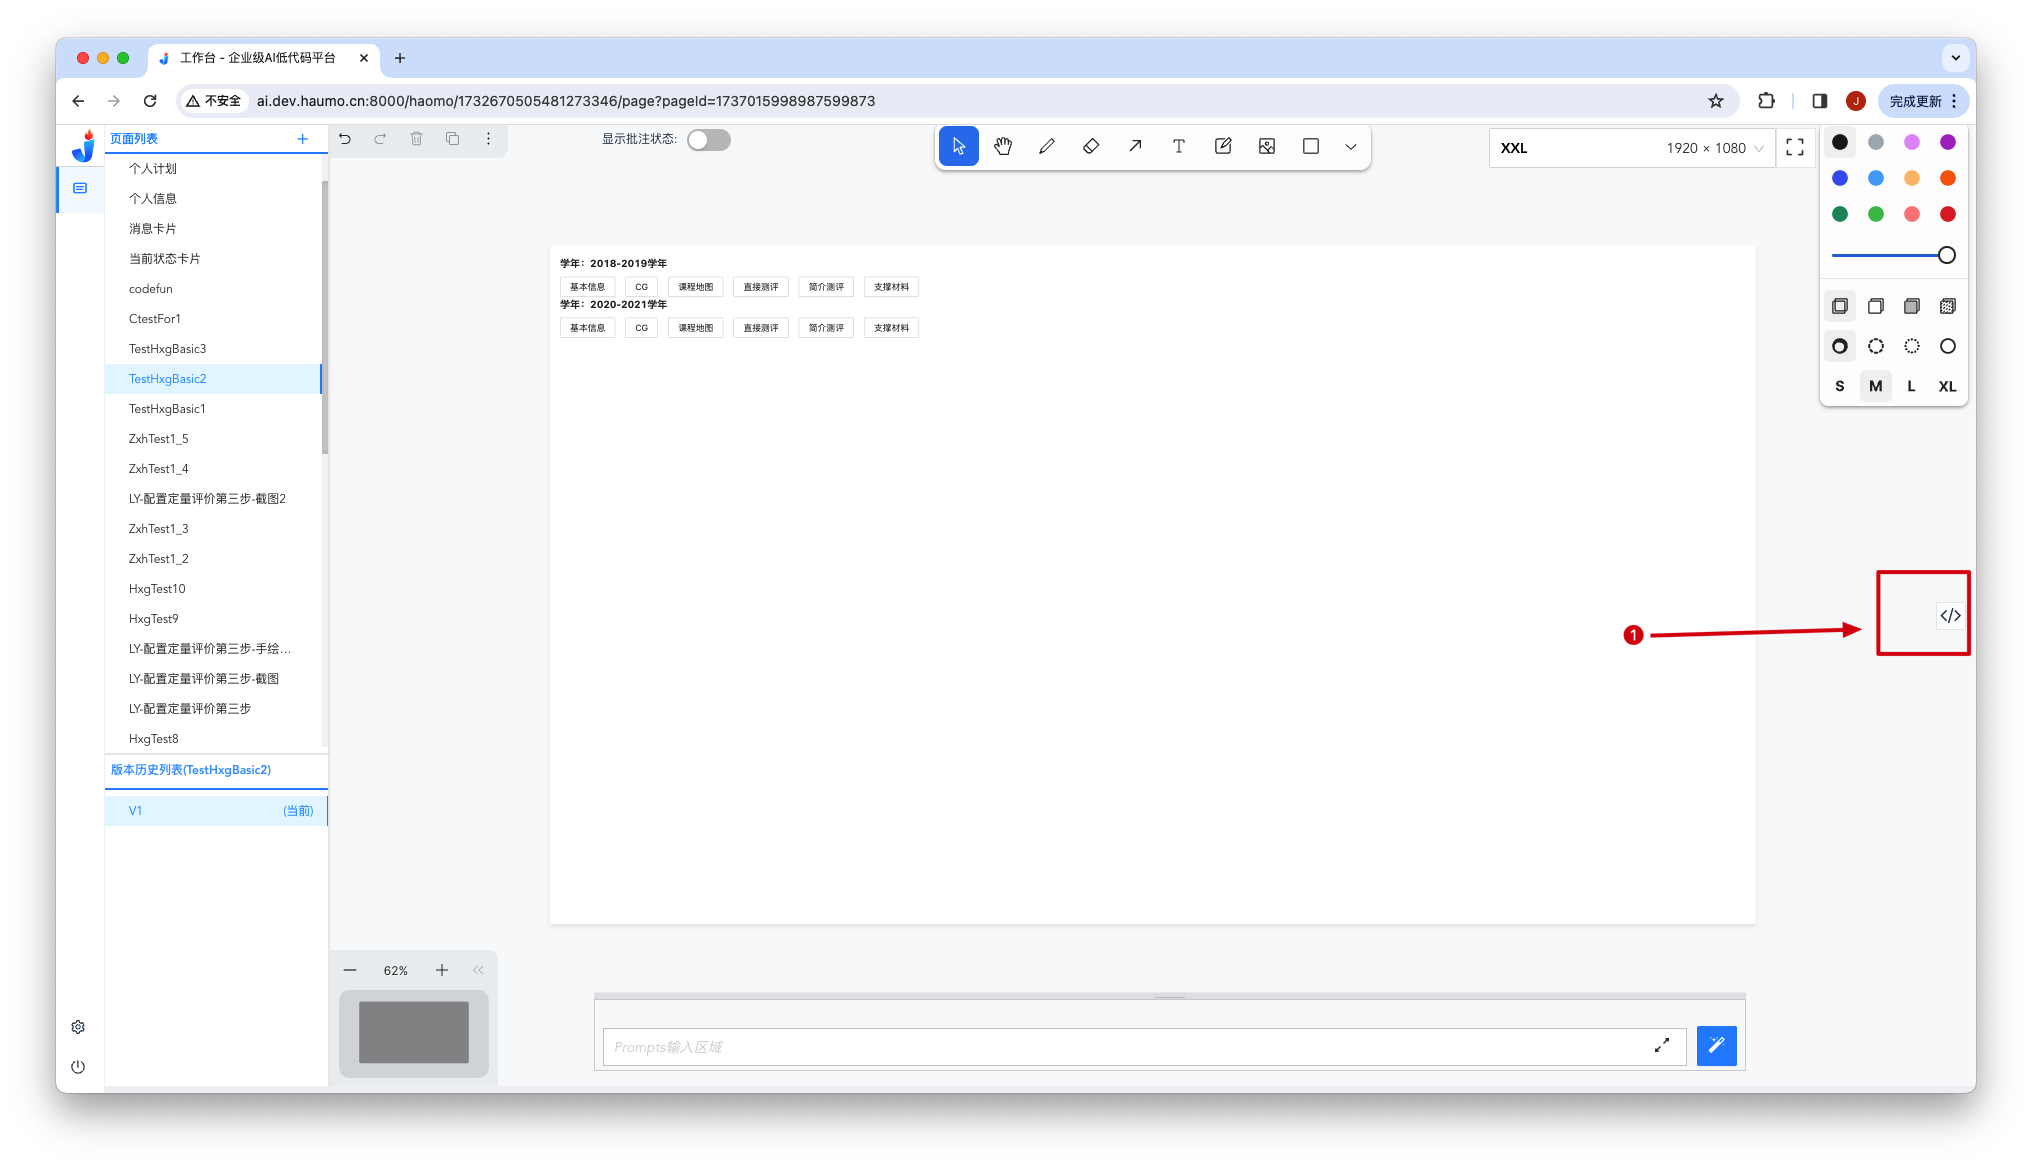 工作台 - 企业级AI低代码平台
不安全
ai.dev.haumo.cn:8000/haomo/1732670505481273346/page?pageId=1737015998987599873
J
完成更新
页面列表
个人计划
个人信息
消息卡片
当前状态卡片
codefun
CtestFor1
TestHxgBasic3
TestHxgBasic2
TestHxgBasic1
ZxhTest1_5
ZxhTest1_4
LY-配置定量评价第三步-截图2
ZxhTest1_3
ZxhTest1_2
HxgTest10
HxgTest9
LY-配置定量评价第三步-手绘...
LY-配置定量评价第三步-截图
LY-配置定量评价第三步
HxgTest8
版本历史列表(TestHxgBasic2)
V1 (当前)
显示批注状态:
T
XXL 1920 × 1080
学年：2018-2019学年
基本信息 CG 课程地图 直接测评 简介测评 支撑材料
学年：2020-2021学年
基本信息 CG 课程地图 直接测评 简介测评 支撑材料
S M L XL
1
</>
62%
Prompts输入区域